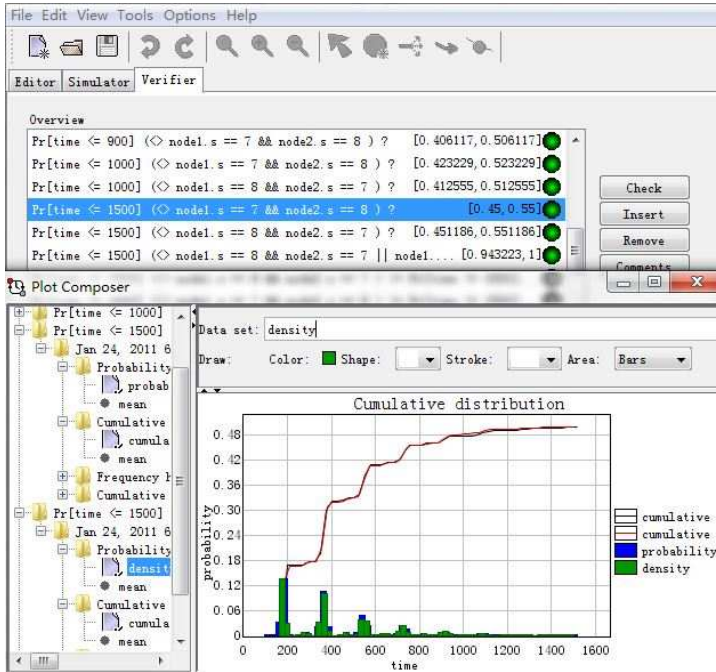 File Edit View Tools Options Help
Editor Simulator Verifier
Overview
Pr[time <= 900] (<> node1.s == 7 && node2.s == 8 ) ? [0.406117,0.506117]
Pr[time <= 1000] (<> node1.s == 7 && node2.s == 8 ) ? [0.423229,0.523229]
Pr[time <= 1000] (<> node1.s == 8 && node2.s == 7 ) ? [0.412555,0.512555]
Pr[time <= 1500] (<> node1.s == 7 && node2.s == 8 ) ? [0.45,0.55]
Pr[time <= 1500] (<> node1.s == 8 && node2.s == 7 ) ? [0.451186,0.551186]
Pr[time <= 1500] (<> node1.s == 8 && node2.s == 7 || node1.... [0.943223,1]
Check
Insert
Remove
Comments
Plot Composer
Pr[time <= 1000]
Pr[time <= 1500]
Jan 24, 2011 6
Probability
probab
mean
Cumulative
cumula
mean
Frequency h
Cumulative
Pr[time <= 1500]
Jan 24, 2011 6
Probability
densit
mean
Cumulative
cumula
mean
Data set: density
Draw: Color: Shape: Stroke: Area: Bars
Cumulative distribution
probability
0.48
0.42
0.36
0.30
0.24
0.18
0.12
0.06
0
0 200 400 600 800 1000 1200 1400 1600
time
cumulative
cumulative
probability
density